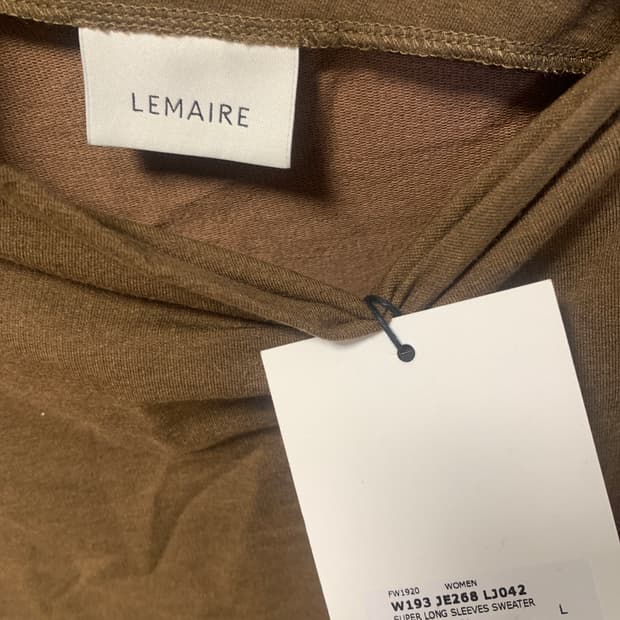 LEMAIRE
FW1920 WOMEN
W193 JE268 LJ042
SUPER LONG SLEEVES SWEATER L